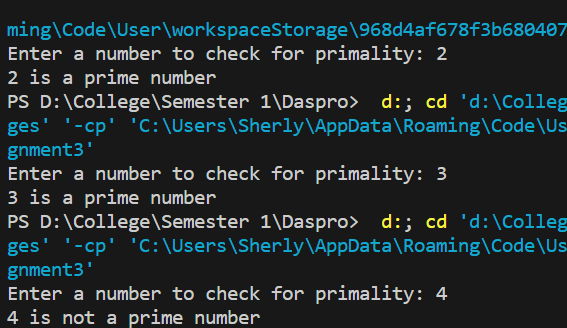 ming\Code\User\workspaceStorage\968d4af678f3b680407
Enter a number to check for primality: 2
2 is a prime number
PS D:\College\Semester 1\Daspro>  d:; cd 'd:\Colleg
ges' '-cp' 'C:\Users\Sherly\AppData\Roaming\Code\Us
gnment3'
Enter a number to check for primality: 3
3 is a prime number
PS D:\College\Semester 1\Daspro>  d:; cd 'd:\Colleg
ges' '-cp' 'C:\Users\Sherly\AppData\Roaming\Code\Us
gnment3'
Enter a number to check for primality: 4
4 is not a prime number